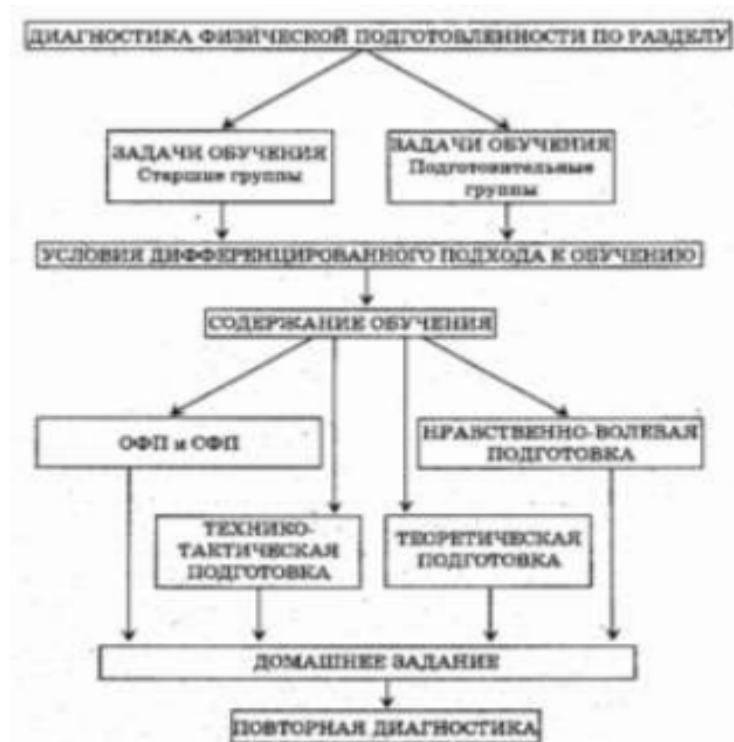 ДИАГНОСТИКА ФИЗИЧЕСКОЙ ПОДГОТОВЛЕННОСТИ ПО РАЗДЕЛУ
ЗАДАЧИ ОБУЧЕНИЯ
Старшие группы
ЗАДАЧИ ОБУЧЕНИЯ
Подготовительные
группы
УСЛОВИЯ ДИФФЕРЕНЦИРОВАННОГО ПОДХОДА К ОБУЧЕНИЮ
СОДЕРЖАНИЕ ОБУЧЕНИЯ
ОФП и ОФП
НРАВСТВЕННО-ВОЛЕВАЯ
ПОДГОТОВКА
ТЕХНИКО-
ТАКТИЧЕСКАЯ
ПОДГОТОВКА
ТЕОРЕТИЧЕСКАЯ
ПОДГОТОВКА
ДОМАШНЕЕ ЗАДАНИЕ
ПОВТОРНАЯ ДИАГНОСТИКА